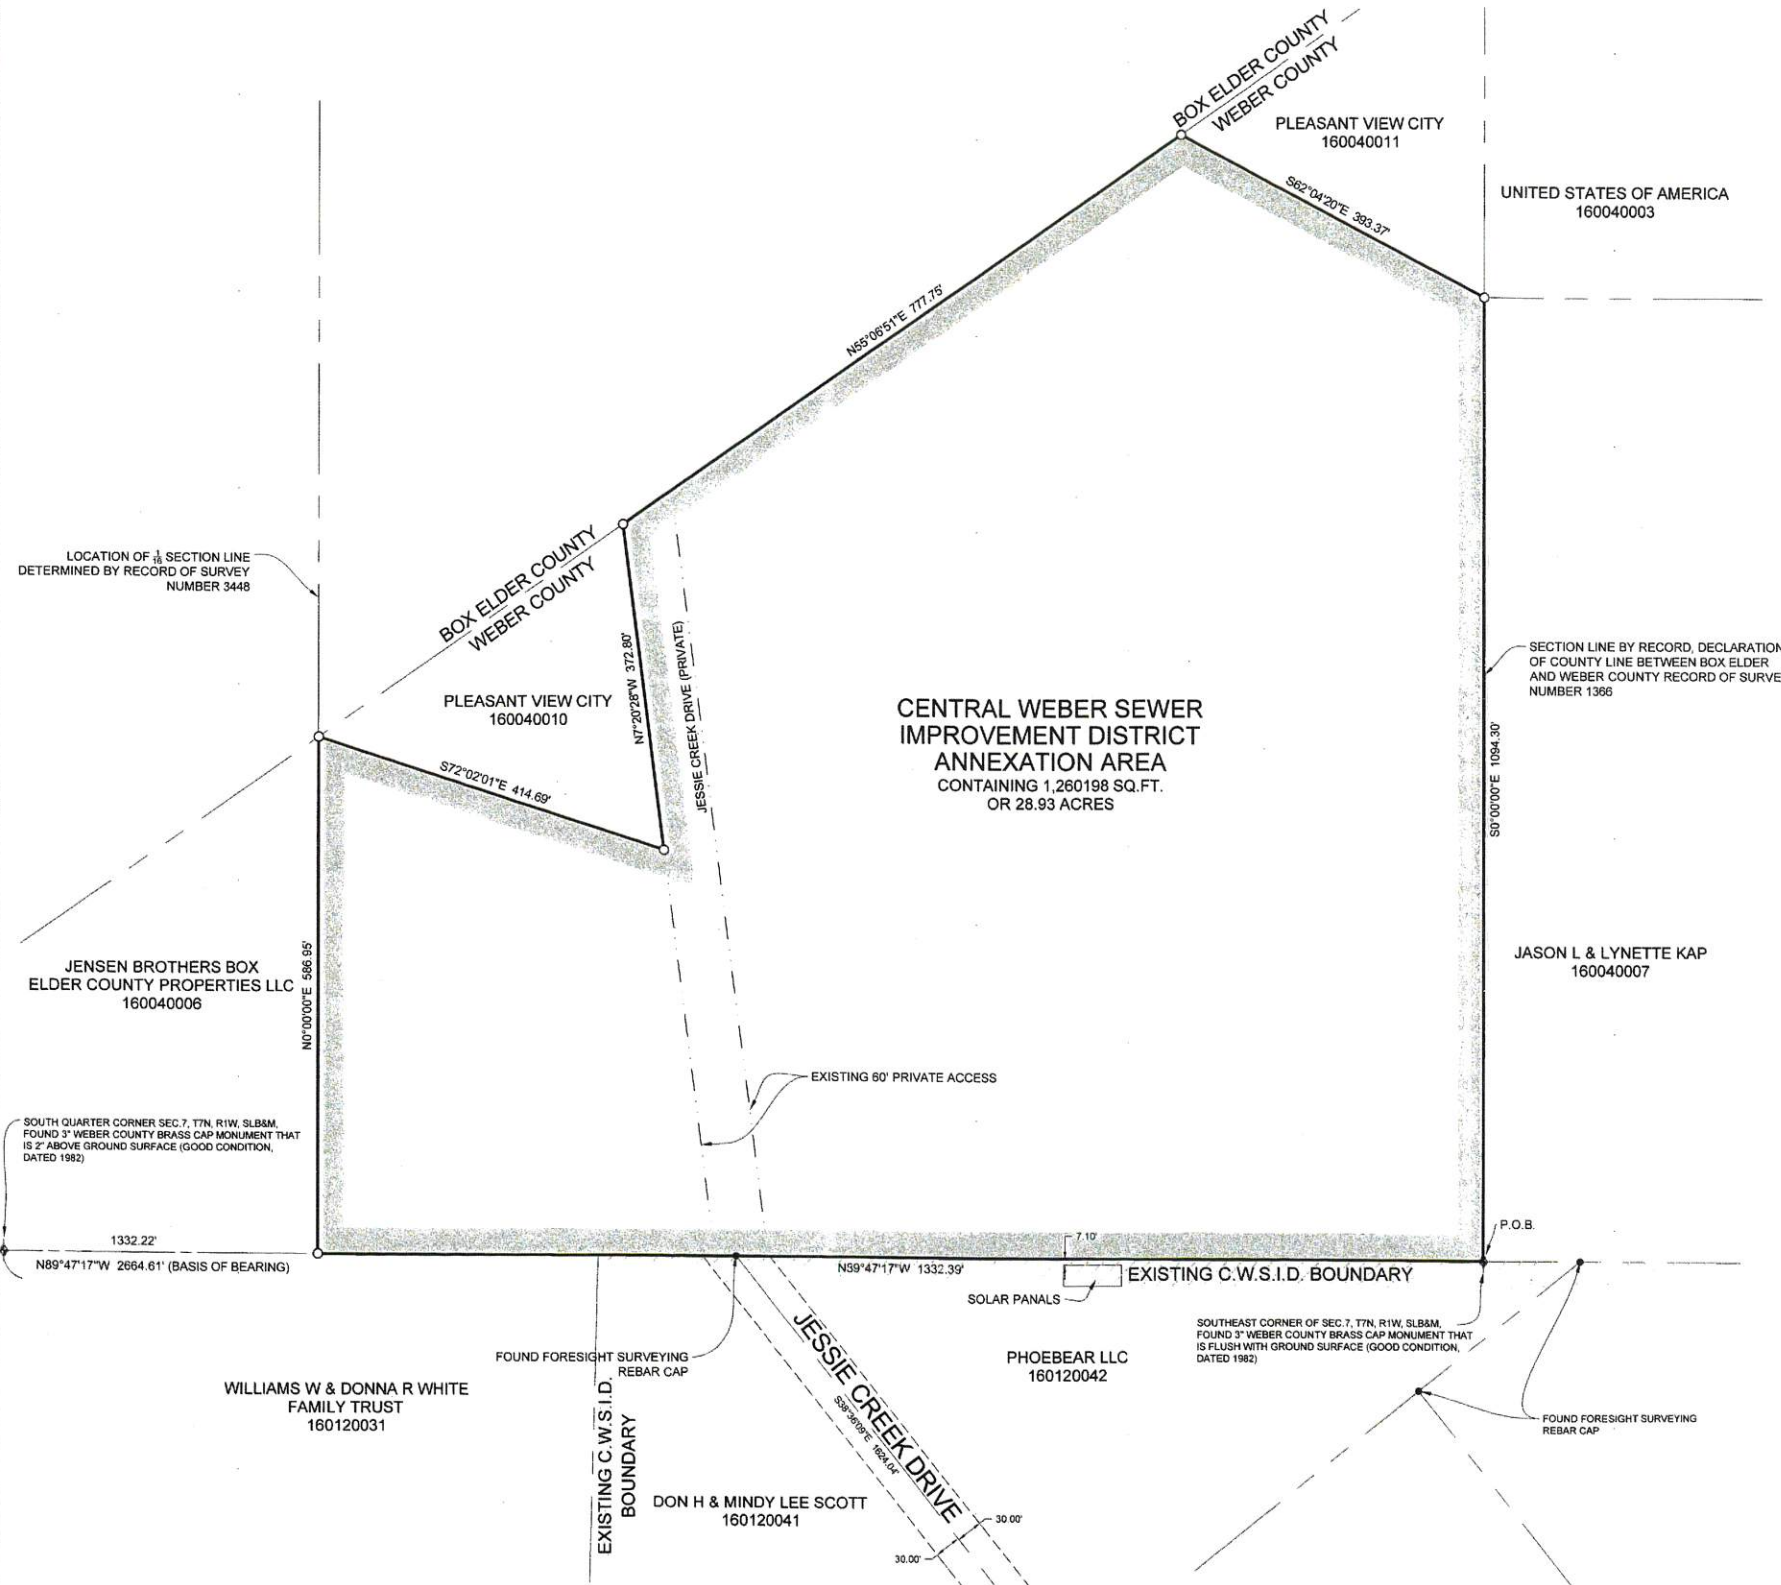 BOX ELDER COUNTY
WEBER COUNTY
PLEASANT VIEW CITY
160040011
UNITED STATES OF AMERICA
160040003
S62°04'20"E 393.37'
N55°06'51"E 777.75'
LOCATION OF 1/16 SECTION LINE
DETERMINED BY RECORD OF SURVEY
NUMBER 3448
BOX ELDER COUNTY
WEBER COUNTY
PLEASANT VIEW CITY
160040010
N7°20'28"W 372.80'
JESSIE CREEK DRIVE (PRIVATE)
S72°02'01"E 414.69'
CENTRAL WEBER SEWER
IMPROVEMENT DISTRICT
ANNEXATION AREA
CONTAINING 1,260198 SQ.FT.
OR 28.93 ACRES
SECTION LINE BY RECORD, DECLARATION
OF COUNTY LINE BETWEEN BOX ELDER
AND WEBER COUNTY RECORD OF SURVE
NUMBER 1366
S0°00'00"E 1094.30'
JENSEN BROTHERS BOX
ELDER COUNTY PROPERTIES LLC
160040006
N0°00'00"E 586.95'
JASON L & LYNETTE KAP
160040007
EXISTING 60' PRIVATE ACCESS
SOUTH QUARTER CORNER SEC.7, T7N, R1W, SLB&M,
FOUND 3" WEBER COUNTY BRASS CAP MONUMENT THAT
IS 2" ABOVE GROUND SURFACE (GOOD CONDITION,
DATED 1982)
1332.22'
N89°47'17"W 2664.61' (BASIS OF BEARING)
7.10'
P.O.B.
N39°47'17"W 1332.39'
EXISTING C.W.S.I.D. BOUNDARY
SOLAR PANALS
SOUTHEAST CORNER OF SEC.7, T7N, R1W, SLB&M,
FOUND 3" WEBER COUNTY BRASS CAP MONUMENT THAT
IS FLUSH WITH GROUND SURFACE (GOOD CONDITION,
DATED 1982)
FOUND FORESIGHT SURVEYING
REBAR CAP
PHOEBEAR LLC
160120042
WILLIAMS W & DONNA R WHITE
FAMILY TRUST
160120031
EXISTING C.W.S.I.D.
BOUNDARY
JESSIE CREEK DRIVE
S38°36'09"E 1624.04'
FOUND FORESIGHT SURVEYING
REBAR CAP
DON H & MINDY LEE SCOTT
160120041
30.00'
30.00'